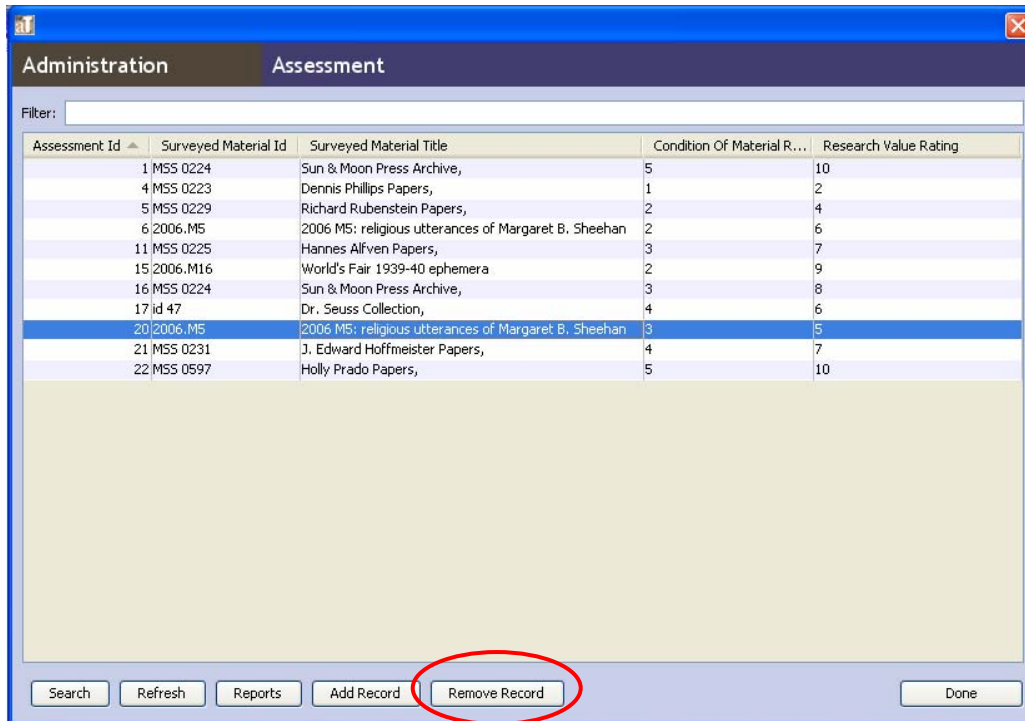 aT
Administration Assessment
Filter:
Assessment Id Surveyed Material Id Surveyed Material Title Condition Of Material R... Research Value Rating
1 MSS 0224 Sun & Moon Press Archive, 5 10
4 MSS 0223 Dennis Phillips Papers, 1 2
5 MSS 0229 Richard Rubenstein Papers, 2 4
6 2006.M5 2006 M5: religious utterances of Margaret B. Sheehan 2 6
11 MSS 0225 Hannes Alfven Papers, 3 7
15 2006.M16 World's Fair 1939-40 ephemera 2 9
16 MSS 0224 Sun & Moon Press Archive, 3 8
17 id 47 Dr. Seuss Collection, 4 6
20 2006.M5 2006 M5: religious utterances of Margaret B. Sheehan 3 5
21 MSS 0231 J. Edward Hoffmeister Papers, 4 7
22 MSS 0597 Holly Prado Papers, 5 10
Search Refresh Reports Add Record Remove Record Done